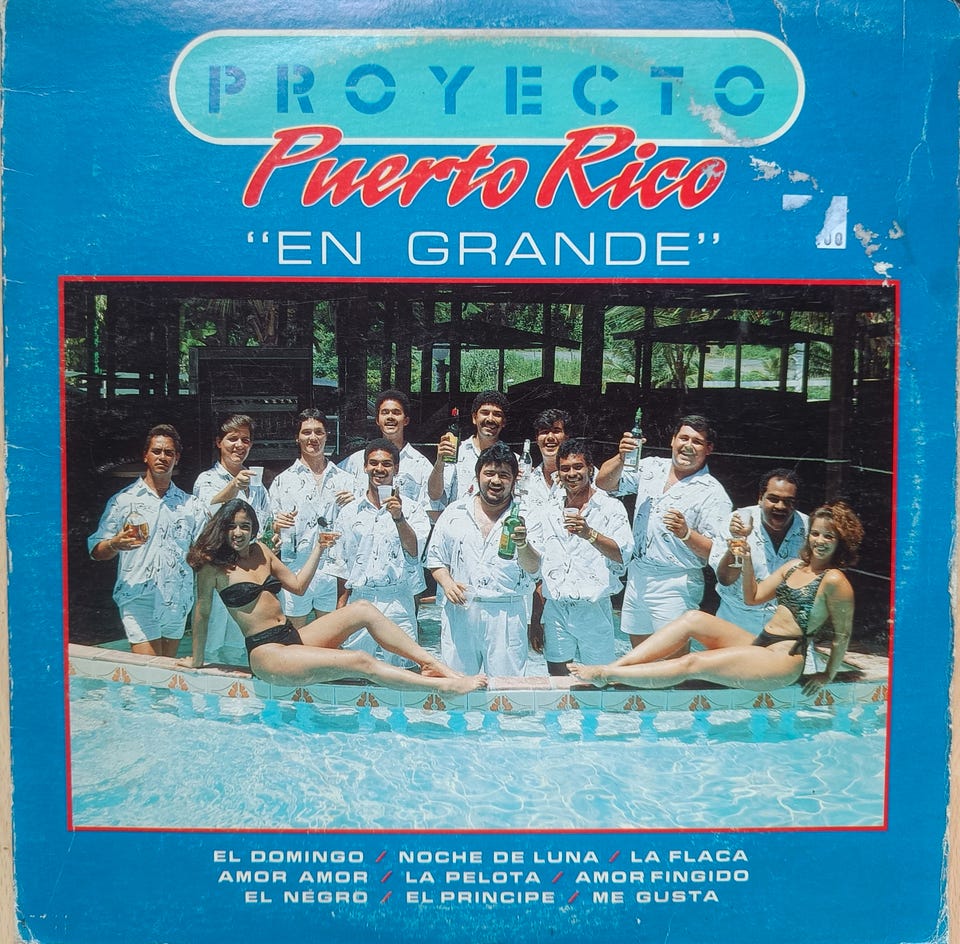 PROYECTO
Puerto Rico
“EN GRANDE”
EL DOMINGO / NOCHE DE LUNA / LA FLACA
AMOR AMOR / LA PELOTA / AMOR FINGIDO
EL NEGRO / EL PRINCIPE / ME GUSTA